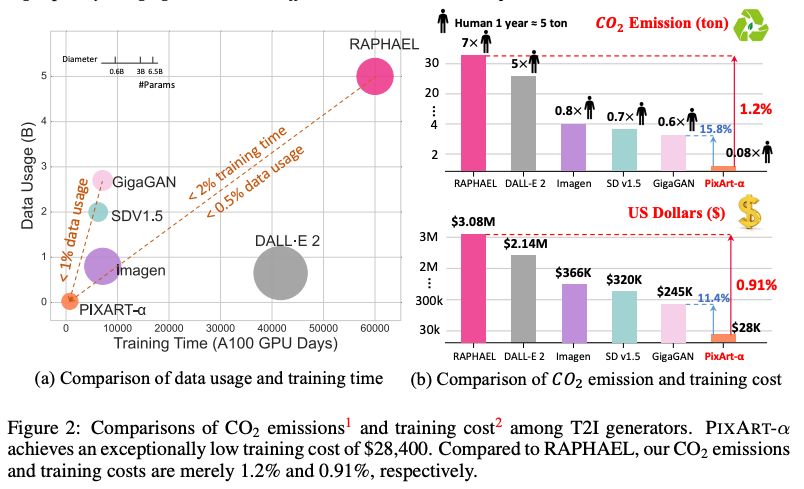 RAPHAEL
Diameter
0.6B 3B 6.5B
#Params
5
4
3
2
1
0
Data Usage (B)
< 2% training time
< 0.5% data usage
< 1% data usage
GigaGAN
SDV1.5
DALL·E 2
Imagen
PIXART-α
0 10000 20000 30000 40000 50000 60000
Training Time (A100 GPU Days)
(a) Comparison of data usage and training time
Human 1 year ≈ 5 ton
CO2 Emission (ton)
7×
5×
0.8×
0.7×
0.6×
0.08×
15.8%
1.2%
30
20
⋮
4
2
RAPHAEL DALL-E 2 Imagen SD v1.5 GigaGAN PixArt-α
US Dollars ($)
$3.08M
$2.14M
$366K
$320K
$245K
$28K
11.4%
0.91%
3M
2M
⋮
300k
30k
RAPHAEL DALL-E 2 Imagen SD v1.5 GigaGAN PixArt-α
(b) Comparison of CO2 emission and training cost
Figure 2: Comparisons of CO2 emissions1 and training cost2 among T2I generators. PIXART-α
achieves an exceptionally low training cost of $28,400. Compared to RAPHAEL, our CO2 emissions
and training costs are merely 1.2% and 0.91%, respectively.